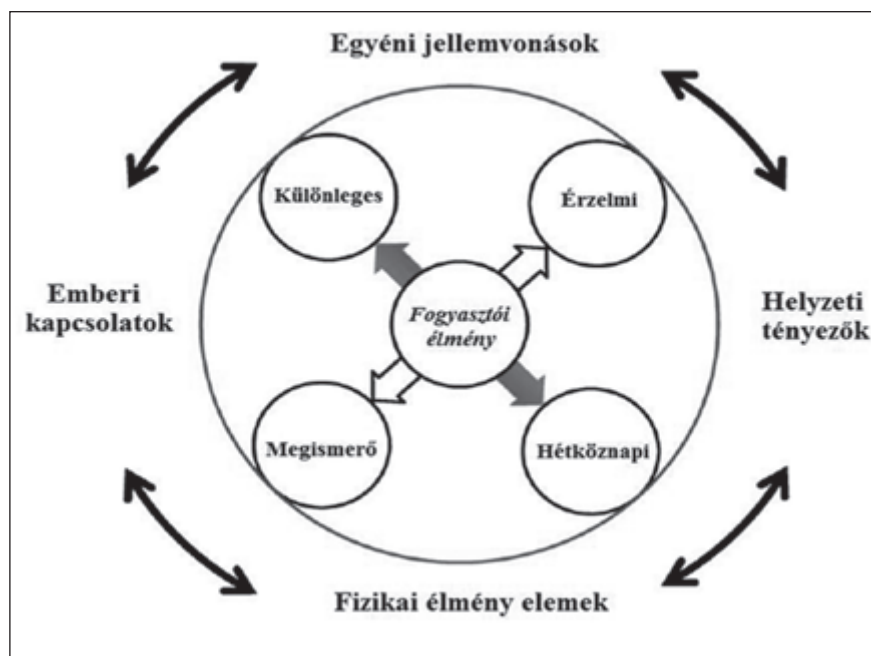 Egyéni jellemvonások
Különleges
Érzelmi
Emberi
kapcsolatok
Fogyasztói
élmény
Helyzeti
tényezők
Megismerő
Hétköznapi
Fizikai élmény elemek